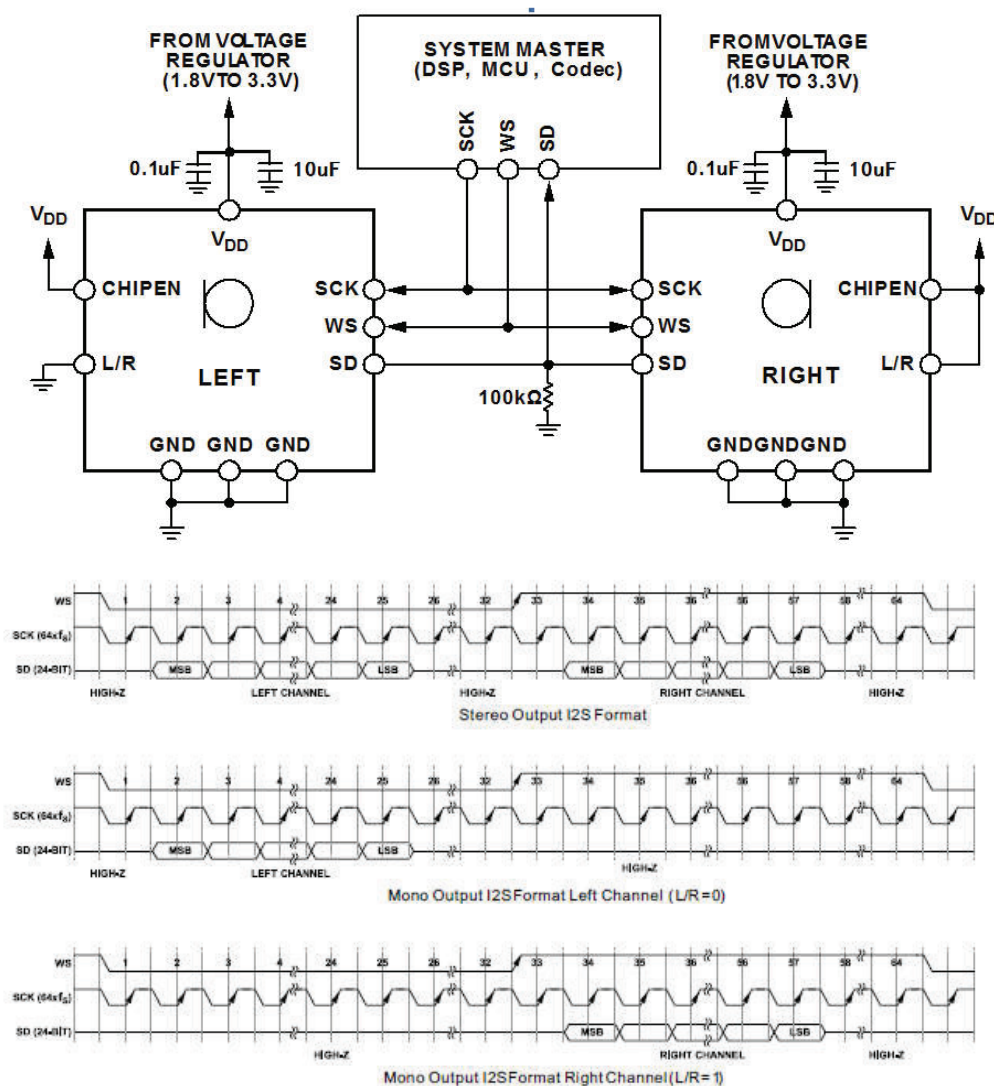 FROM VOLTAGE
REGULATOR
(1.8V TO 3.3V)
SYSTEM MASTER
(DSP, MCU, Codec)
FROMVOLTAGE
REGULATOR
(1.8V TO 3.3V)
SCK
WS
SD
0.1uF
10uF
0.1uF
10uF
VDD
VDD
VDD
VDD
CHIPEN
SCK
SCK
CHIPEN
WS
WS
L/R
SD
SD
L/R
LEFT
RIGHT
100kΩ
GND GND GND
GNDGNDGND
WS
1 2 3 4 24 25 26 32 33 34 35 36 56 57 58 64
SCK (64xfS)
SD (24-BIT)
MSB LSB MSB LSB
HIGH-Z LEFT CHANNEL HIGH-Z RIGHT CHANNEL HIGH-Z
Stereo Output I2S Format
WS
1 2 3 4 24 25 26 32 33 34 35 36 56 57 58 64
SCK (64xfS)
SD (24-BIT)
MSB LSB
HIGH-Z LEFT CHANNEL HIGH-Z
Mono Output I2SFormat Left Channel (L/R=0)
WS
1 2 3 4 24 25 26 32 33 34 35 36 56 57 58 64
SCK (64xfS)
SD (24-BIT)
MSB LSB
HIGH-Z RIGHT CHANNEL HIGH-Z
Mono Output I2SFormat Right Channel(L/R=1)